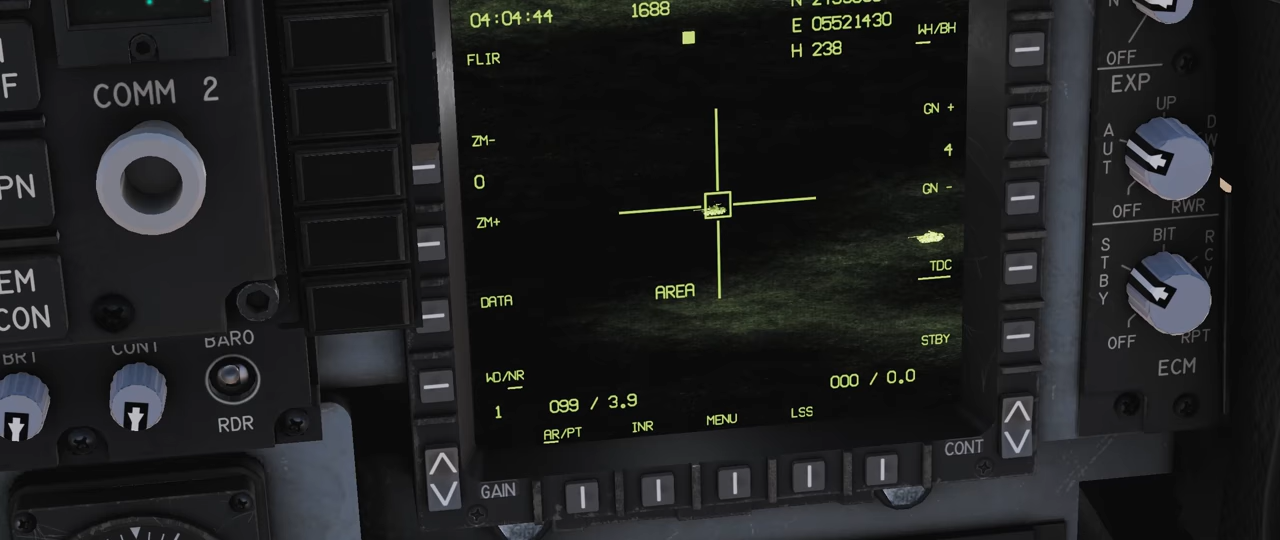 COMM 2
PN
EM
CON
BRT
CONT
BARO
RDR
04:04:44
1688
E 05521430
H 238
WH/BH
FLIR
ZM-
0
ZM+
GN +
4
GN -
TDC
AREA
DATA
STBY
WD/NR
1
099 / 3.9
000 / 0.0
AR/PT
INR
MENU
LSS
GAIN
CONT
N
OFF
EXP
UP
AUT
OFF
RWR
BIT
STBY
RCV
OFF
RPT
ECM